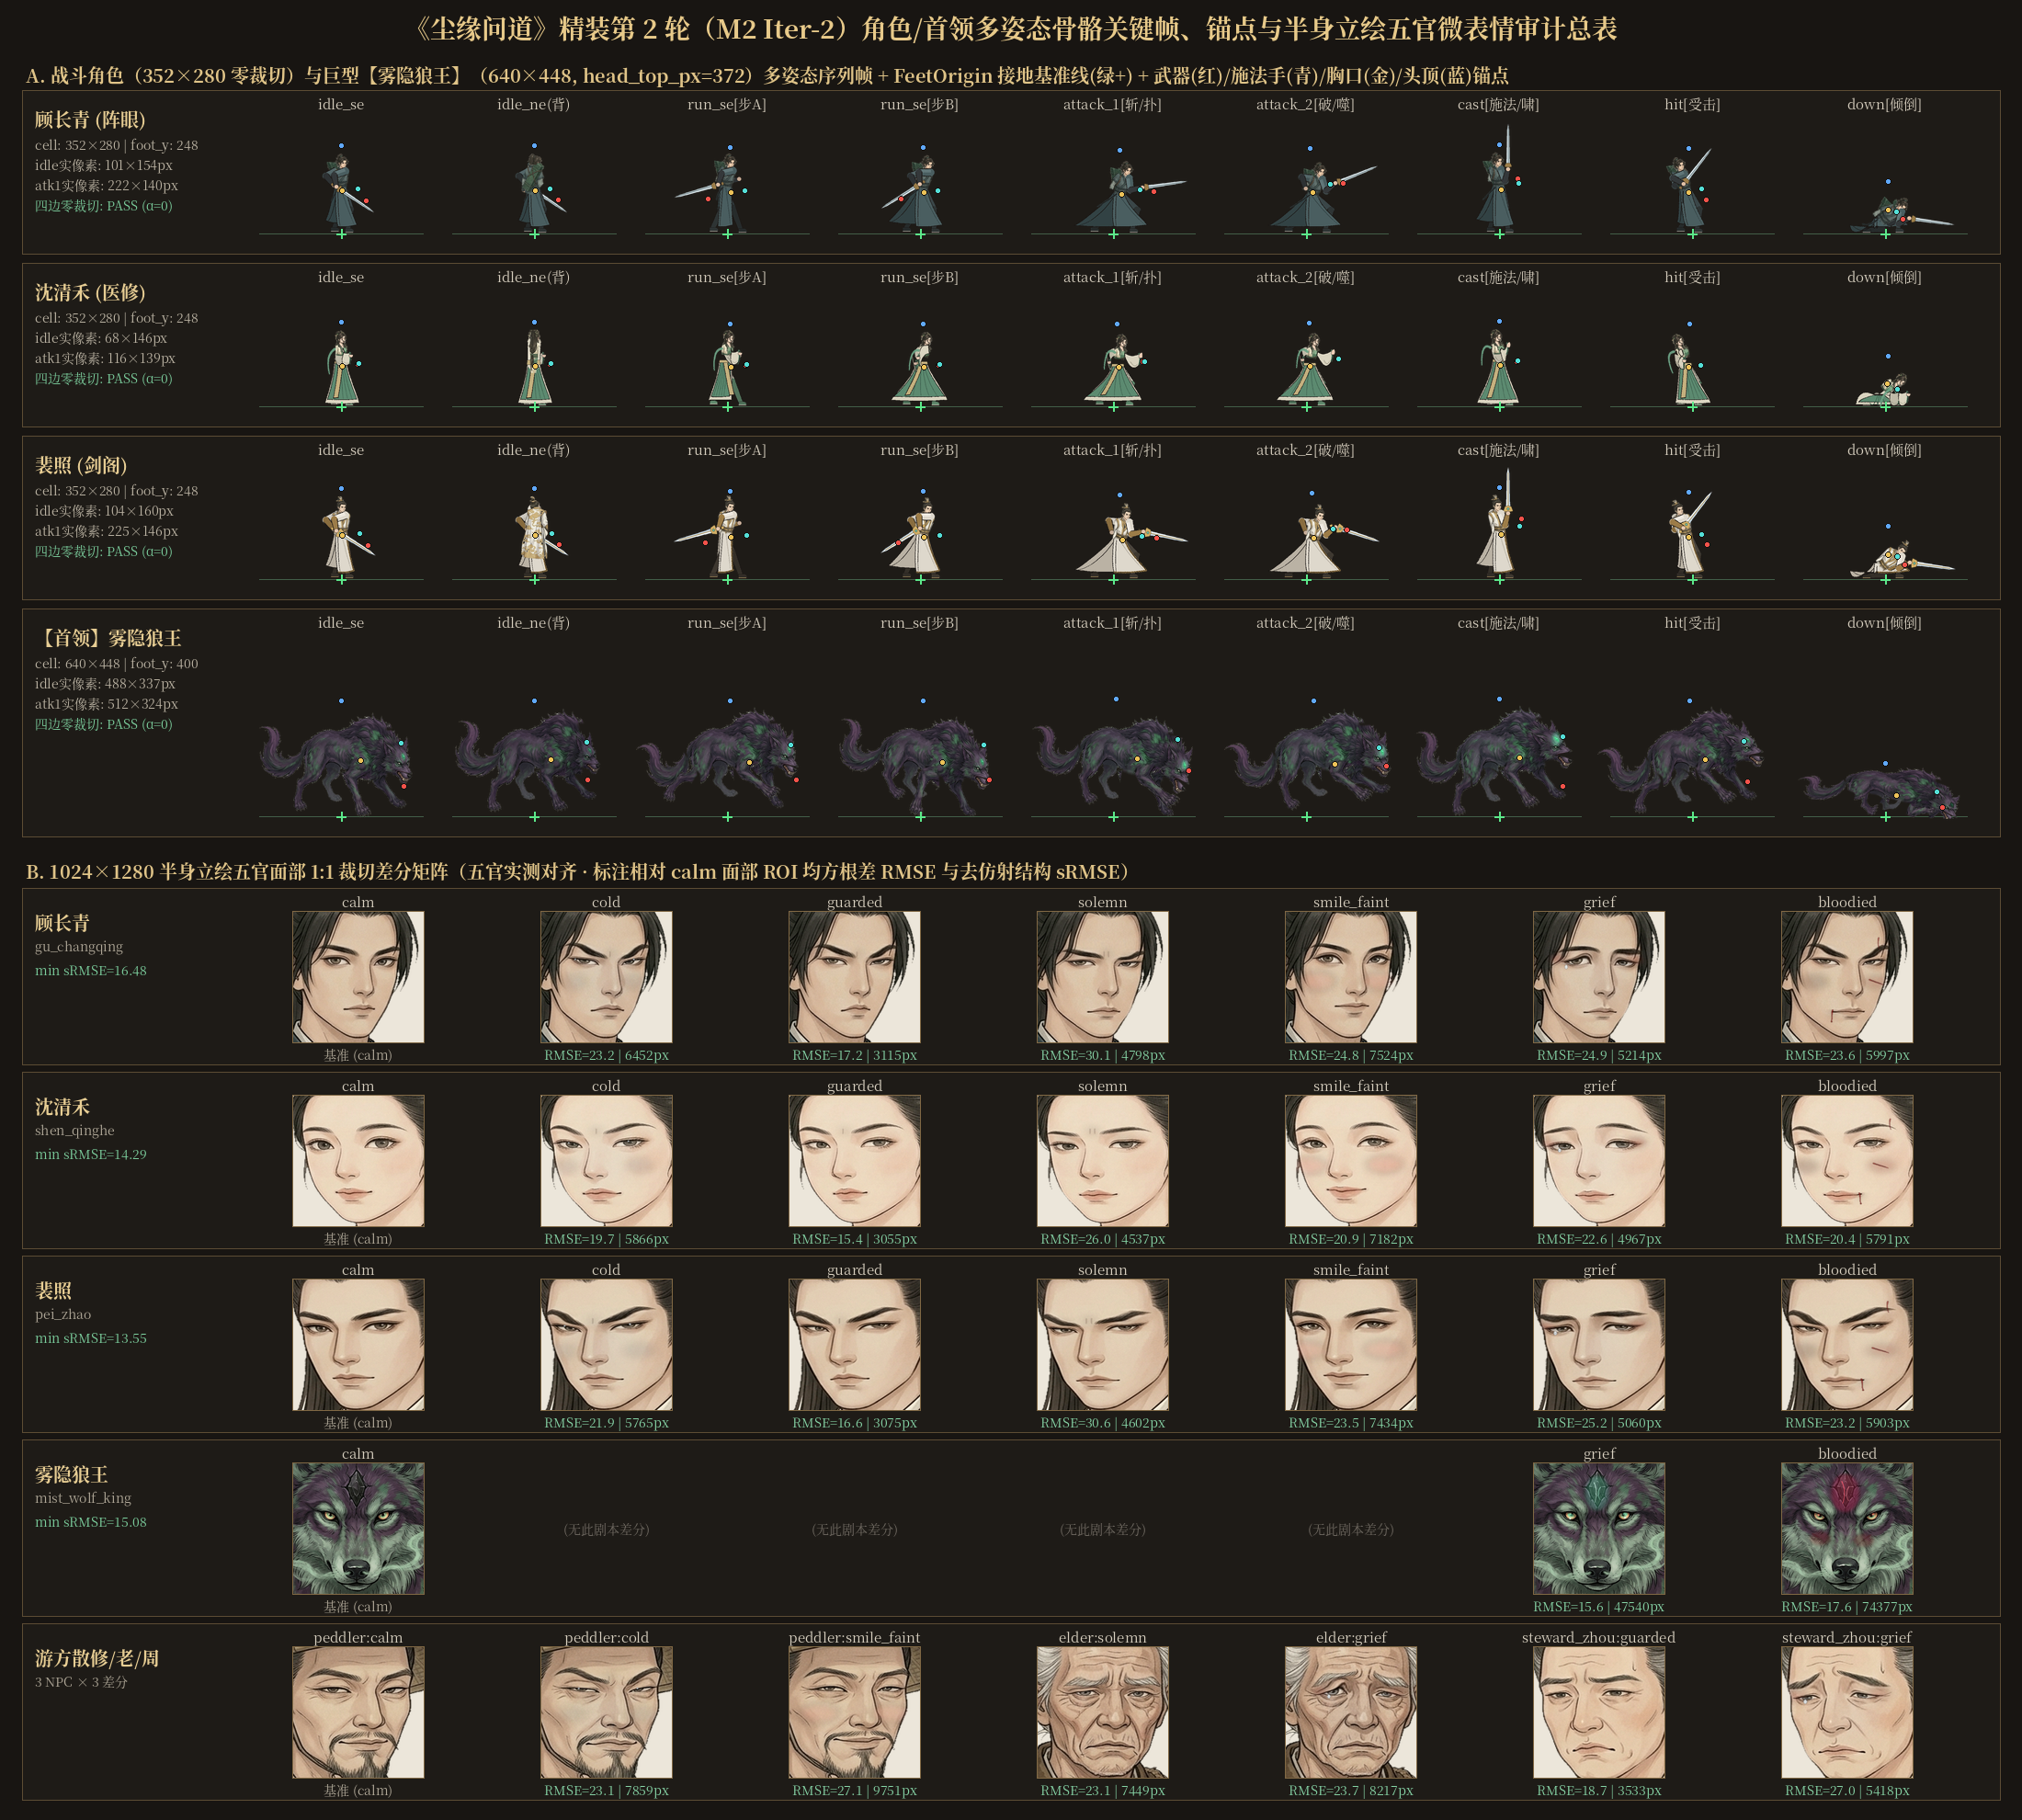 《尘缘问道》精装第 2 轮（M2 Iter-2）角色/首领多姿态骨骼关键帧、锚点与半身立绘五官微表情审计总表
A. 战斗角色（352×280 零裁切）与巨型【雾隐狼王】（640×448, head_top_px=372）多姿态序列帧 + FeetOrigin 接地基准线(绿+) + 武器(红)/施法手(青)/胸口(金)/头顶(蓝)锚点
idle_se idle_ne(背) run_se[步A] run_se[步B] attack_1[斩/扑] attack_2[破/噬] cast[施法/啸] hit[受击] down[倾倒]
顾长青 (阵眼)
cell: 352×280 | foot_y: 248
idle实像素: 101×154px
atk1实像素: 222×140px
四边零裁切: PASS (α=0)
idle_se idle_ne(背) run_se[步A] run_se[步B] attack_1[斩/扑] attack_2[破/噬] cast[施法/啸] hit[受击] down[倾倒]
沈清禾 (医修)
cell: 352×280 | foot_y: 248
idle实像素: 68×146px
atk1实像素: 116×139px
四边零裁切: PASS (α=0)
idle_se idle_ne(背) run_se[步A] run_se[步B] attack_1[斩/扑] attack_2[破/噬] cast[施法/啸] hit[受击] down[倾倒]
裴照 (剑阁)
cell: 352×280 | foot_y: 248
idle实像素: 104×160px
atk1实像素: 225×146px
四边零裁切: PASS (α=0)
idle_se idle_ne(背) run_se[步A] run_se[步B] attack_1[斩/扑] attack_2[破/噬] cast[施法/啸] hit[受击] down[倾倒]
【首领】雾隐狼王
cell: 640×448 | foot_y: 400
idle实像素: 488×337px
atk1实像素: 512×324px
四边零裁切: PASS (α=0)
B. 1024×1280 半身立绘五官面部 1:1 裁切差分矩阵（五官实测对齐 · 标注相对 calm 面部 ROI 均方根差 RMSE 与去仿射结构 sRMSE）
calm cold guarded solemn smile_faint grief bloodied
顾长青
gu_changqing
min sRMSE=16.48
基准 (calm) RMSE=23.2 | 6452px RMSE=17.2 | 3115px RMSE=30.1 | 4798px RMSE=24.8 | 7524px RMSE=24.9 | 5214px RMSE=23.6 | 5997px
calm cold guarded solemn smile_faint grief bloodied
沈清禾
shen_qinghe
min sRMSE=14.29
基准 (calm) RMSE=19.7 | 5866px RMSE=15.4 | 3055px RMSE=26.0 | 4537px RMSE=20.9 | 7182px RMSE=22.6 | 4967px RMSE=20.4 | 5791px
calm cold guarded solemn smile_faint grief bloodied
裴照
pei_zhao
min sRMSE=13.55
基准 (calm) RMSE=21.9 | 5765px RMSE=16.6 | 3075px RMSE=30.6 | 4602px RMSE=23.5 | 7434px RMSE=25.2 | 5060px RMSE=23.2 | 5903px
calm grief bloodied
雾隐狼王
mist_wolf_king
min sRMSE=15.08
(无此剧本差分) (无此剧本差分) (无此剧本差分) (无此剧本差分)
基准 (calm) RMSE=15.6 | 47540px RMSE=17.6 | 74377px
peddler:calm peddler:cold peddler:smile_faint elder:solemn elder:grief steward_zhou:guarded steward_zhou:grief
游方散修/老/周
3 NPC × 3 差分
基准 (calm) RMSE=23.1 | 7859px RMSE=27.1 | 9751px RMSE=23.1 | 7449px RMSE=23.7 | 8217px RMSE=18.7 | 3533px RMSE=27.0 | 5418px